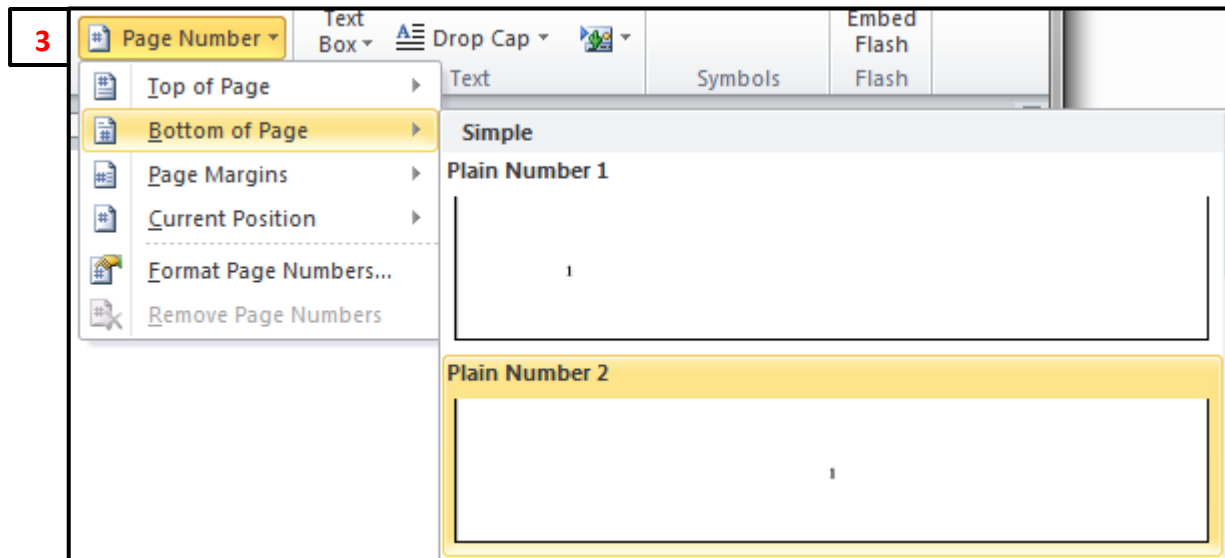 3
Page Number
Text
Box
Drop Cap
Embed
Flash
Text
Symbols
Flash
Top of Page
Bottom of Page
Page Margins
Current Position
Format Page Numbers...
Remove Page Numbers
Simple
Plain Number 1
1
Plain Number 2
1